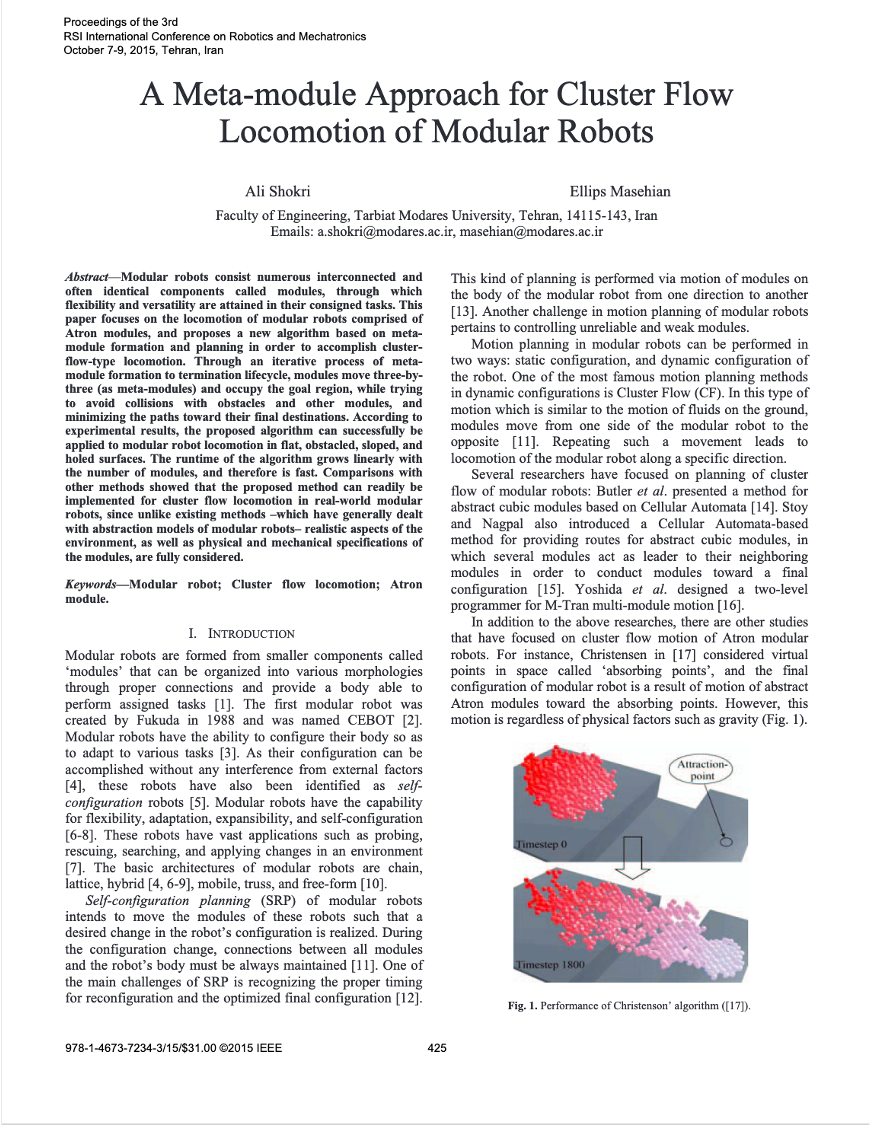 Proceedings of the 3rd
RSI International Conference on Robotics and Mechatronics
October 7-9, 2015, Tehran, Iran
A Meta-module Approach for Cluster Flow
Locomotion of Modular Robots
Ali Shokri
Ellips Masehian
Faculty of Engineering, Tarbiat Modares University, Tehran, 14115-143, Iran
Emails: a.shokri@modares.ac.ir, masehian@modares.ac.ir
Abstract—Modular robots consist numerous interconnected and
often identical components called modules, through which
flexibility and versatility are attained in their consigned tasks. This
paper focuses on the locomotion of modular robots comprised of
Atron modules, and proposes a new algorithm based on meta-
module formation and planning in order to accomplish cluster-
flow-type locomotion. Through an iterative process of meta-
module formation to termination lifecycle, modules move three-by-
three (as meta-modules) and occupy the goal region, while trying
to avoid collisions with obstacles and other modules, and
minimizing the paths toward their final destinations. According to
experimental results, the proposed algorithm can successfully be
applied to modular robot locomotion in flat, obstacled, sloped, and
holed surfaces. The runtime of the algorithm grows linearly with
the number of modules, and therefore is fast. Comparisons with
other methods showed that the proposed method can readily be
implemented for cluster flow locomotion in real-world modular
robots, since unlike existing methods –which have generally dealt
with abstraction models of modular robots– realistic aspects of the
environment, as well as physical and mechanical specifications of
the modules, are fully considered.
Keywords—Modular robot; Cluster flow locomotion; Atron
module.
I. INTRODUCTION
Modular robots are formed from smaller components called
‘modules’ that can be organized into various morphologies
through proper connections and provide a body able to
perform assigned tasks [1]. The first modular robot was
created by Fukuda in 1988 and was named CEBOT [2].
Modular robots have the ability to configure their body so as
to adapt to various tasks [3]. As their configuration can be
accomplished without any interference from external factors
[4], these robots have also been identified as self-
configuration robots [5]. Modular robots have the capability
for flexibility, adaptation, expansibility, and self-configuration
[6-8]. These robots have vast applications such as probing,
rescuing, searching, and applying changes in an environment
[7]. The basic architectures of modular robots are chain,
lattice, hybrid [4, 6-9], mobile, truss, and free-form [10].
Self-configuration planning (SRP) of modular robots
intends to move the modules of these robots such that a
desired change in the robot’s configuration is realized. During
the configuration change, connections between all modules
and the robot’s body must be always maintained [11]. One of
the main challenges of SRP is recognizing the proper timing
for reconfiguration and the optimized final configuration [12].
This kind of planning is performed via motion of modules on
the body of the modular robot from one direction to another
[13]. Another challenge in motion planning of modular robots
pertains to controlling unreliable and weak modules.
Motion planning in modular robots can be performed in
two ways: static configuration, and dynamic configuration of
the robot. One of the most famous motion planning methods
in dynamic configurations is Cluster Flow (CF). In this type of
motion which is similar to the motion of fluids on the ground,
modules move from one side of the modular robot to the
opposite [11]. Repeating such a movement leads to
locomotion of the modular robot along a specific direction.
Several researchers have focused on planning of cluster
flow of modular robots: Butler et al. presented a method for
abstract cubic modules based on Cellular Automata [14]. Stoy
and Nagpal also introduced a Cellular Automata-based
method for providing routes for abstract cubic modules, in
which several modules act as leader to their neighboring
modules in order to conduct modules toward a final
configuration [15]. Yoshida et al. designed a two-level
programmer for M-Tran multi-module motion [16].
In addition to the above researches, there are other studies
that have focused on cluster flow motion of Atron modular
robots. For instance, Christensen in [17] considered virtual
points in space called ‘absorbing points’, and the final
configuration of modular robot is a result of motion of abstract
Atron modules toward the absorbing points. However, this
motion is regardless of physical factors such as gravity (Fig. 1).
Attraction-
point
Timestep 0
Timestep 1800
Fig. 1. Performance of Christenson’ algorithm ([17]).
978-1-4673-7234-3/15/$31.00 ©2015 IEEE
425